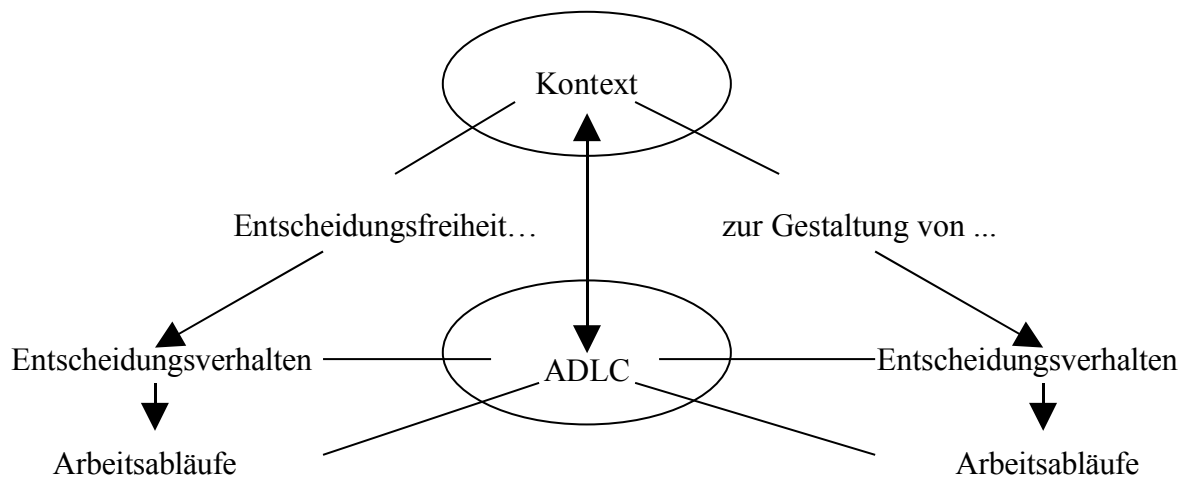 Kontext
Entscheidungsfreiheit…
zur Gestaltung von ...
Entscheidungsverhalten
ADLC
Entscheidungsverhalten
Arbeitsabläufe
Arbeitsabläufe